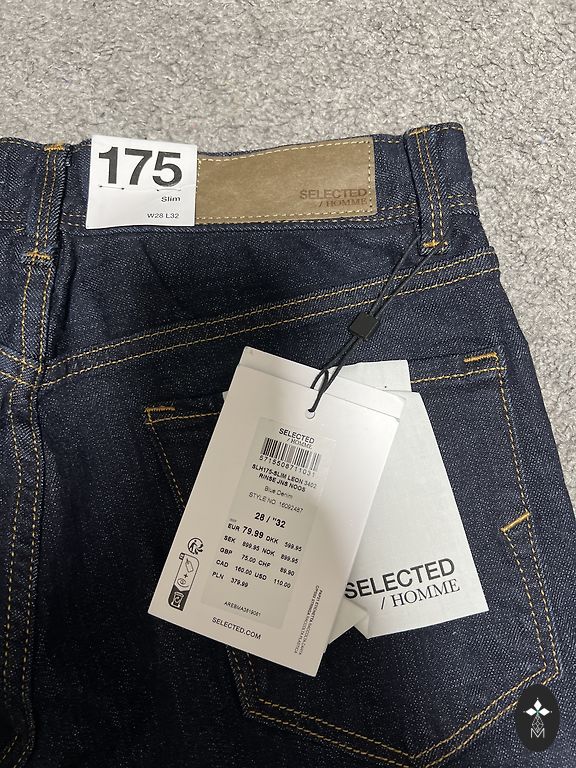 175
Slim
W28 L32
SELECTED
/ HOMME
SELECTED
/ HOMME
5715508711031
SLH175-SLIM LEON 3402
RINSE JNS NOOS
Blue Denim
STYLE NO. 16092487
28 / "32
EUR 79.99 DKK 599.95
SEK 899.95 NOK 899.95
GBP 75.00 CHF 89.90
CAD 160.00 USD 110.00
PLN 379.99
AREBMA3819081
SELECTED.COM
SELECTED
/ HOMME
M